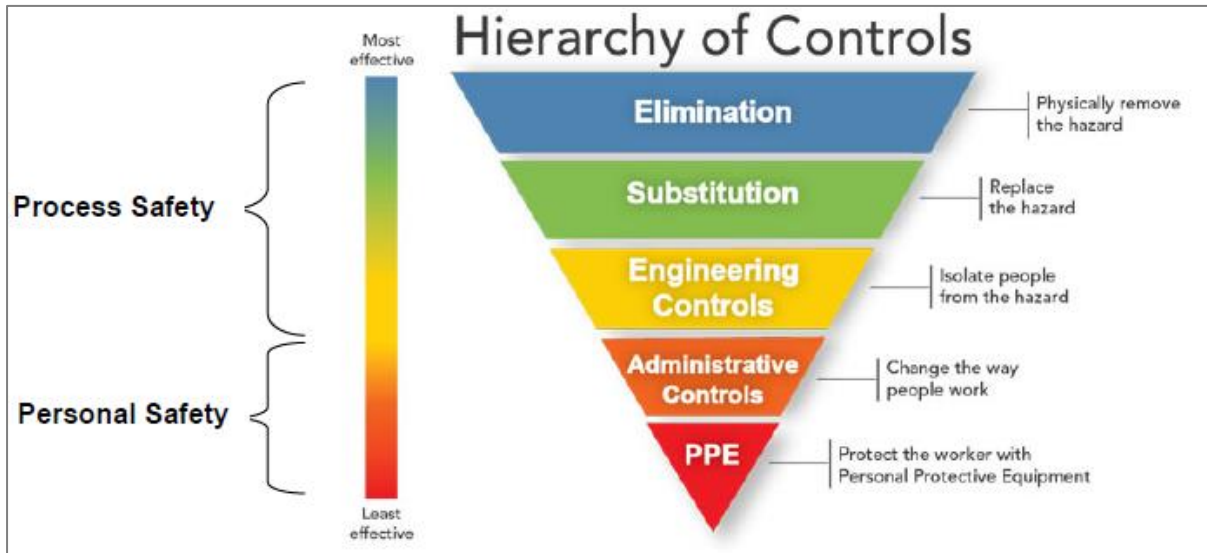 Hierarchy of Controls
Most
effective
Process Safety
Personal Safety
Least
effective
Elimination
Physically remove
the hazard
Substitution
Replace
the hazard
Engineering
Controls
Isolate people
from the hazard
Administrative
Controls
Change the way
people work
PPE
Protect the worker with
Personal Protective Equipment